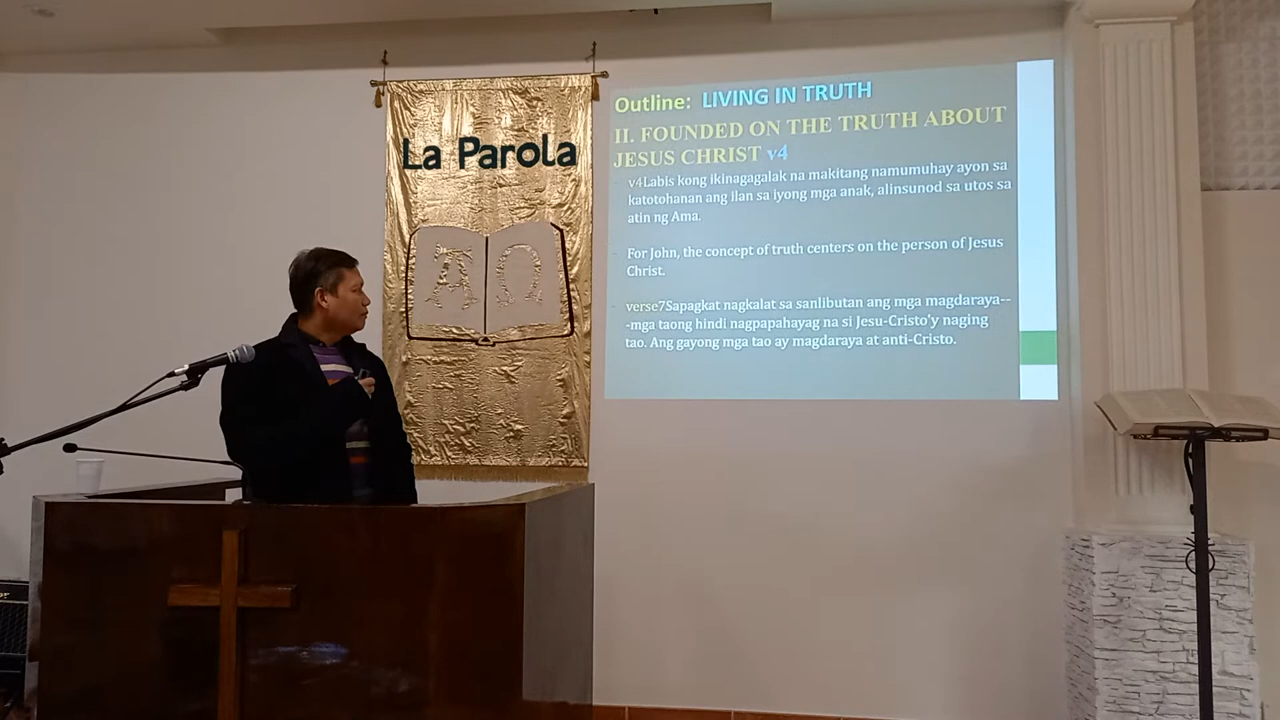 La Parola
Α Ω
Outline: LIVING IN TRUTH
II. FOUNDED ON THE TRUTH ABOUT
JESUS CHRIST v4
v4Labis kong ikinagagalak na makitang namumuhay ayon sa
katotohanan ang ilan sa iyong mga anak, alinsunod sa utos sa
atin ng Ama.
For John, the concept of truth centers on the person of Jesus
Christ.
verse7Sapagkat nagkalat sa sanlibutan ang mga magdaraya--
-mga taong hindi nagpapahayag na si Jesu-Cristo'y naging
tao. Ang gayong mga tao ay magdaraya at anti-Cristo.